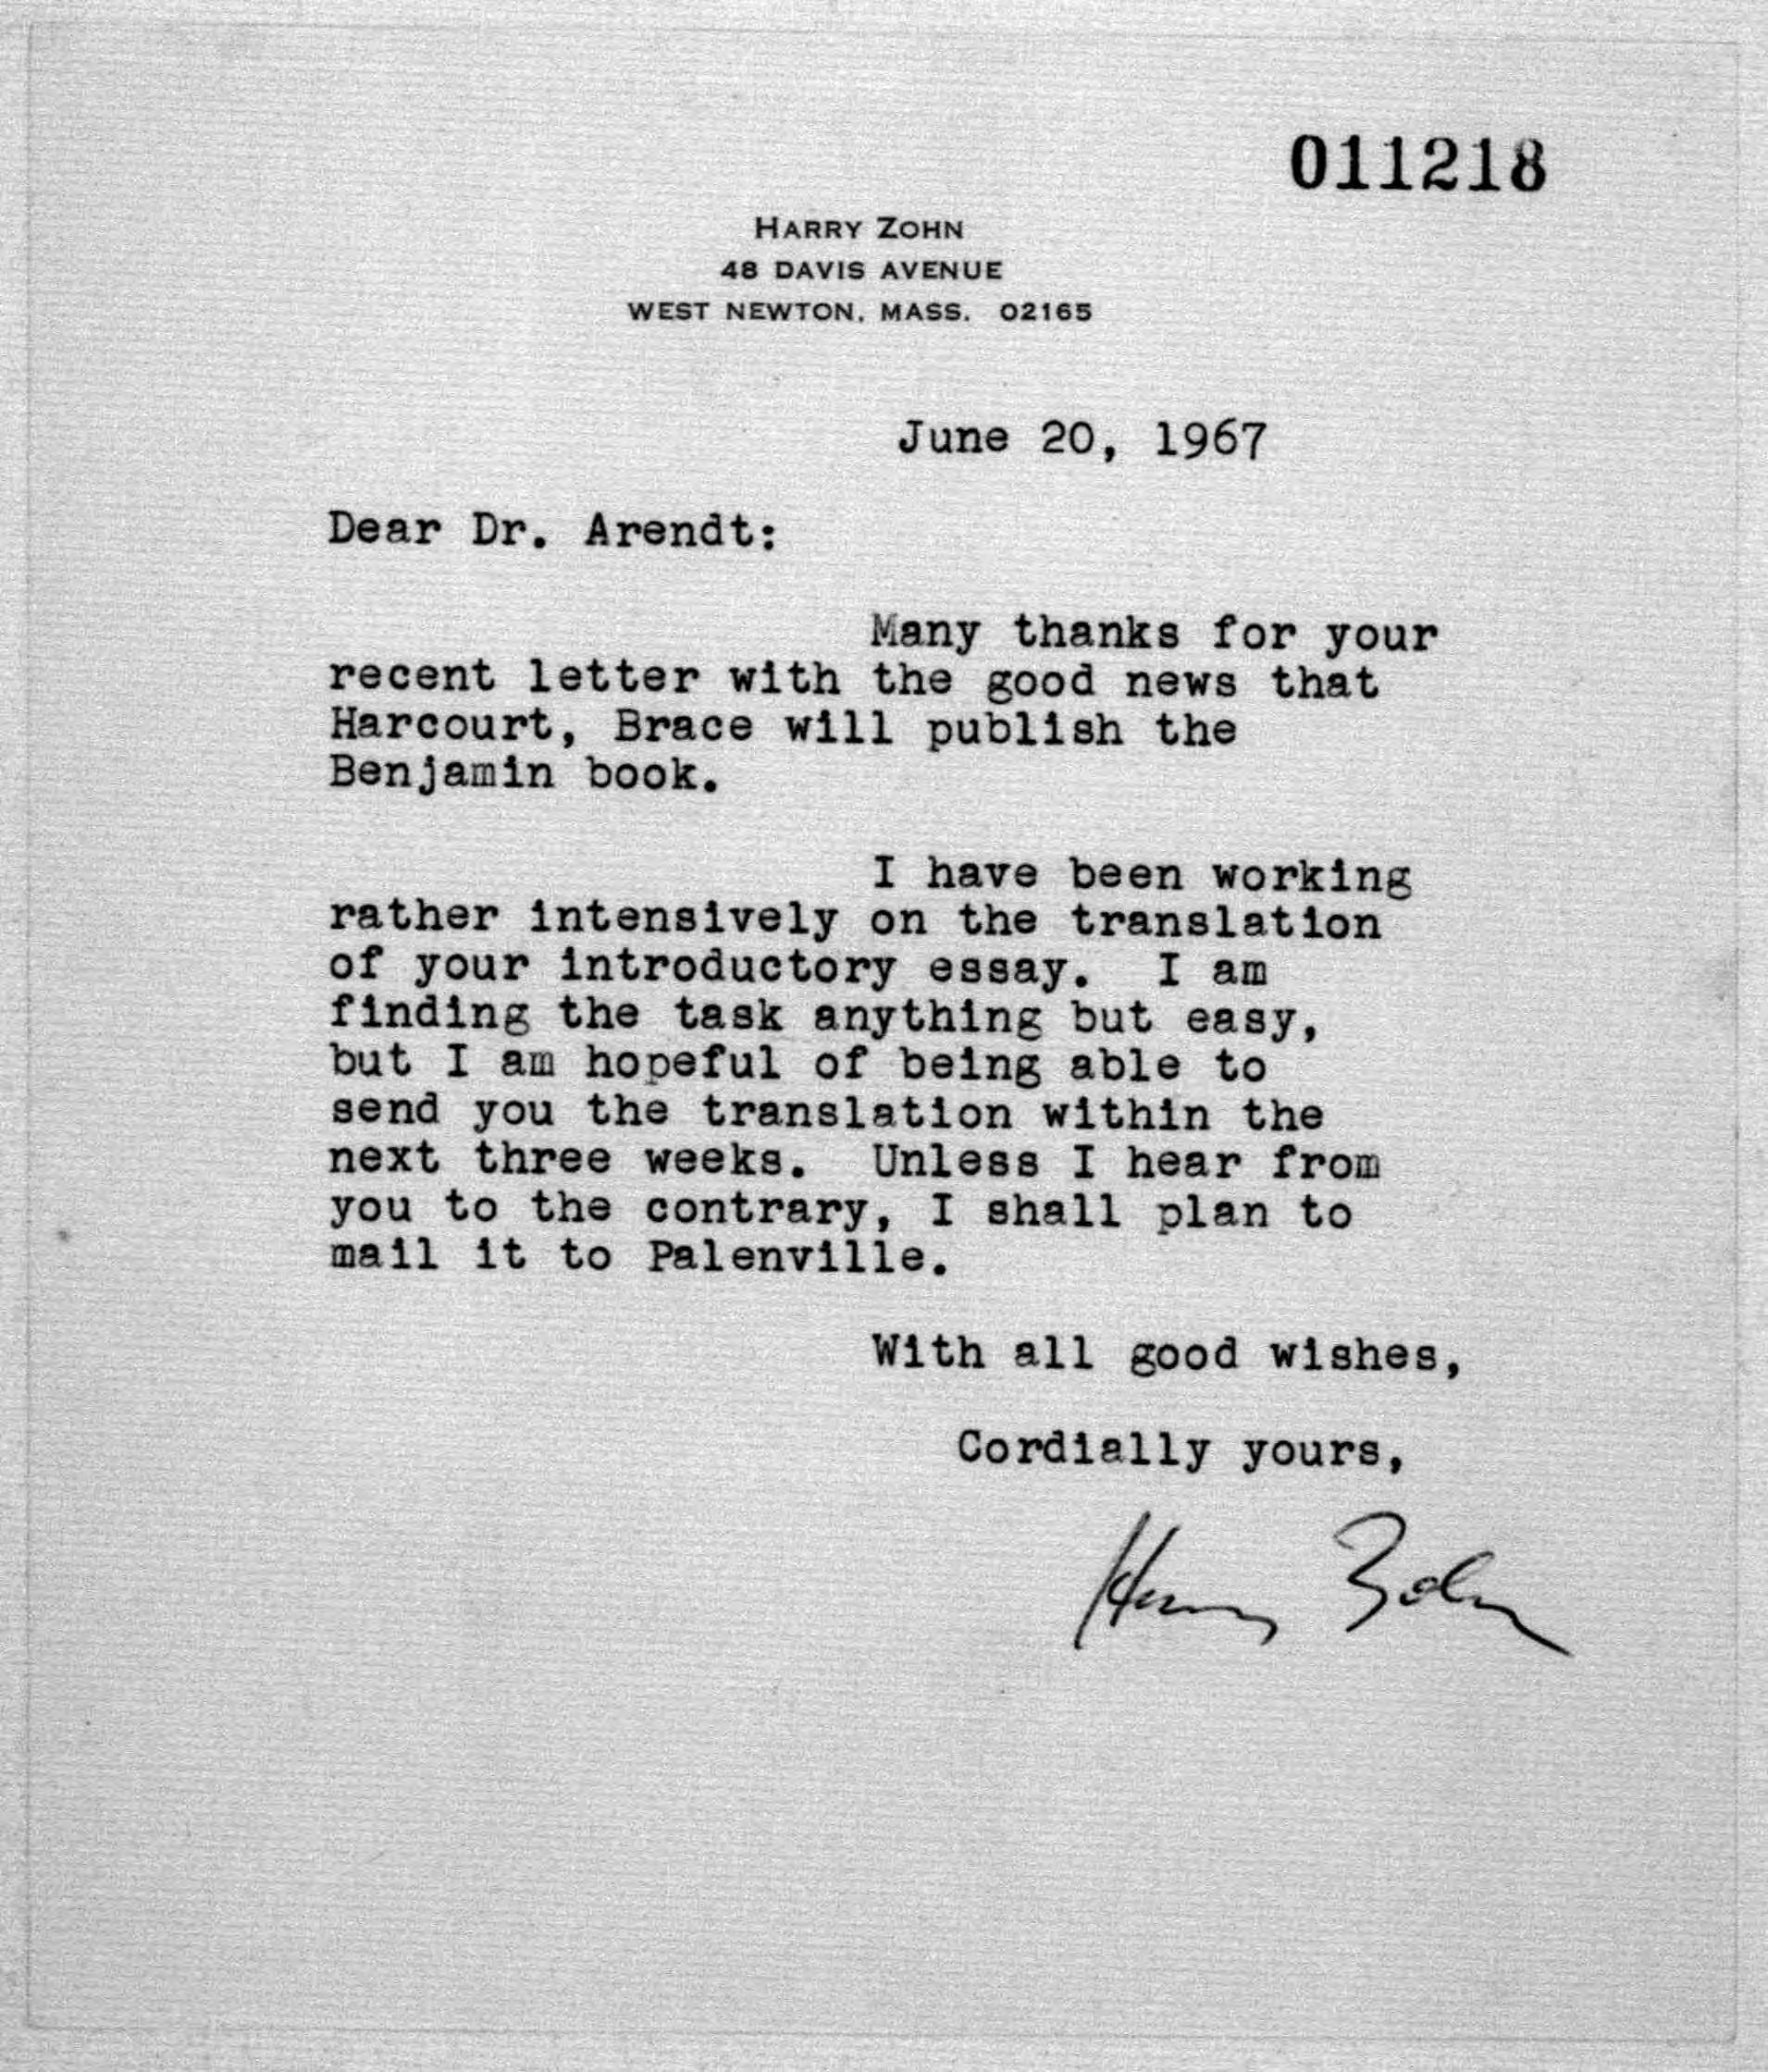 011218
HARRY ZOHN
48 DAVIS AVENUE
WEST NEWTON, MASS. 02165
June 20, 1967
Dear Dr. Arendt:
Many thanks for your
recent letter with the good news that
Harcourt, Brace will publish the
Benjamin book.
I have been working
rather intensively on the translation
of your introductory essay. I am
finding the task anything but easy,
but I am hopeful of being able to
send you the translation within the
next three weeks. Unless I hear from
you to the contrary, I shall plan to
mail it to Palenville.
With all good wishes,
Cordially yours,
Harry Zohn